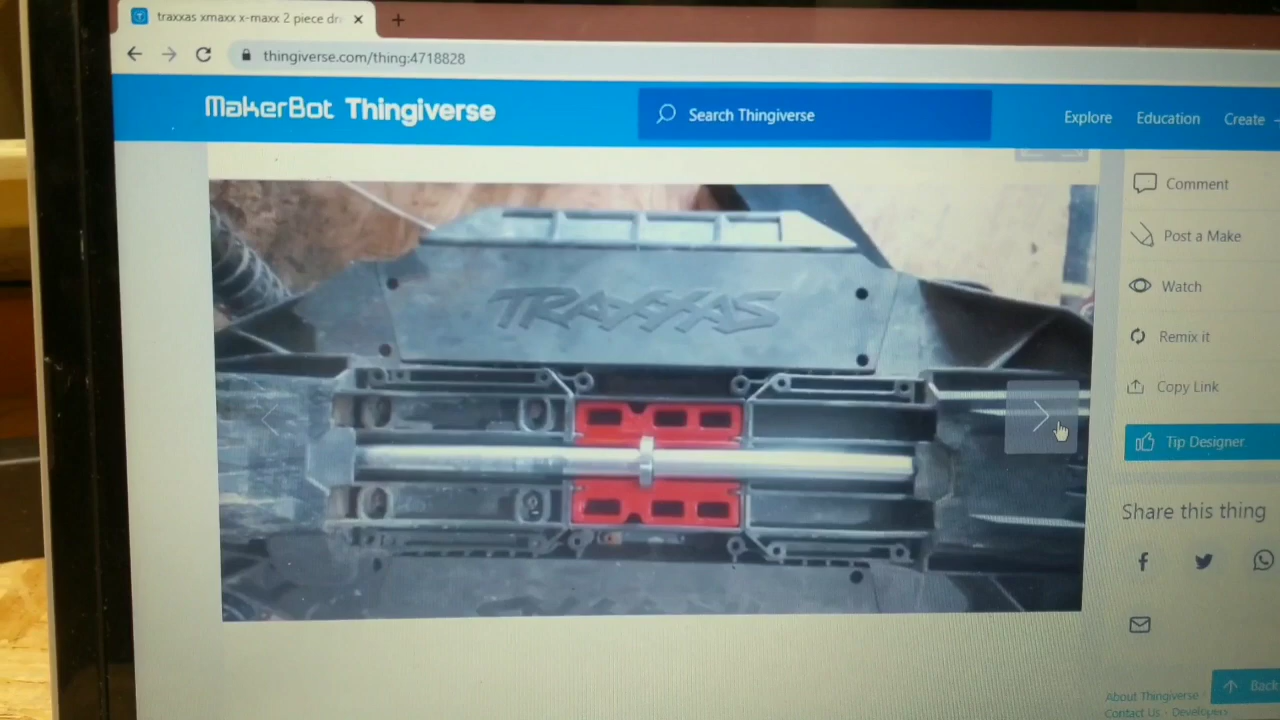 traxxas xmaxx x-maxx 2 piece dr
thingiverse.com/thing:4718828
MakerBot Thingiverse
Search Thingiverse
Explore
Education
Create
Comment
TRAXXAS
Post a Make
Watch
Remix it
Copy Link
Tip Designer
Share this thing
About Thingiverse
Back
Contact Us - Developers